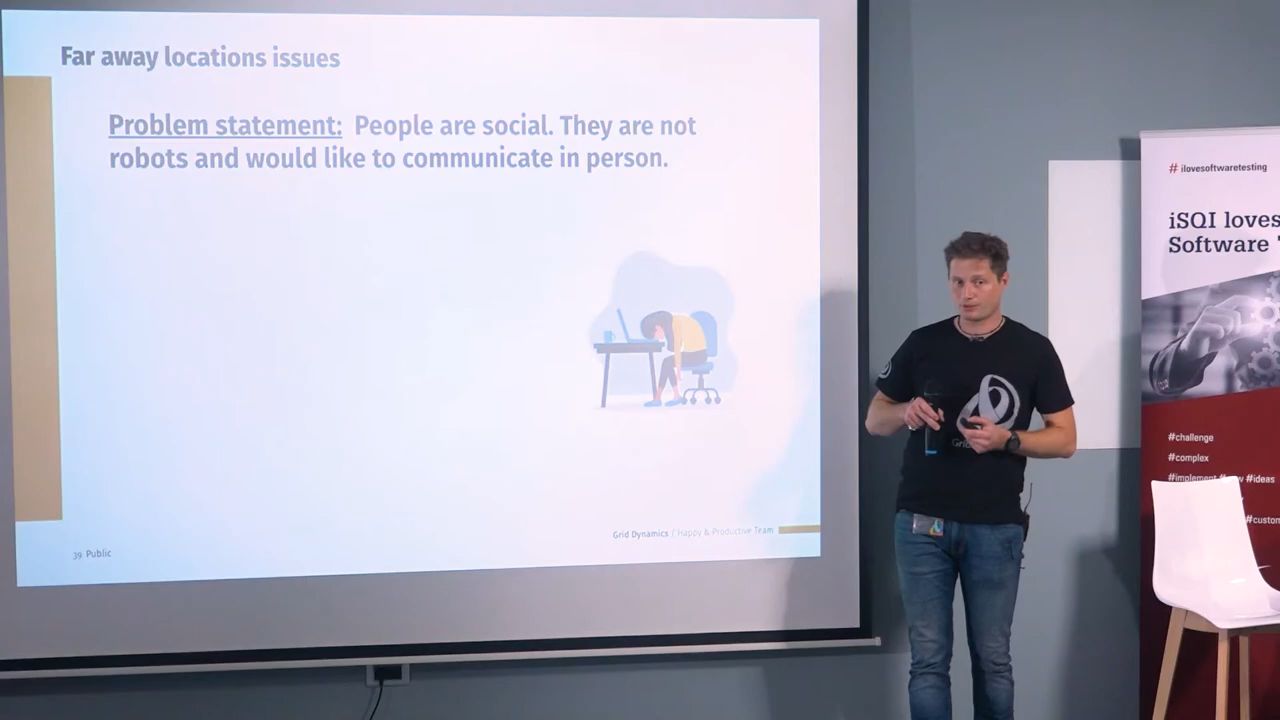 Far away locations issues
Problem statement: People are social. They are not
robots and would like to communicate in person.
Grid Dynamics / Happy & Productive Team
39 Public
# ilovesoftwaretesting
iSQI loves
Software
#challenge
#complex
#implement #ideas